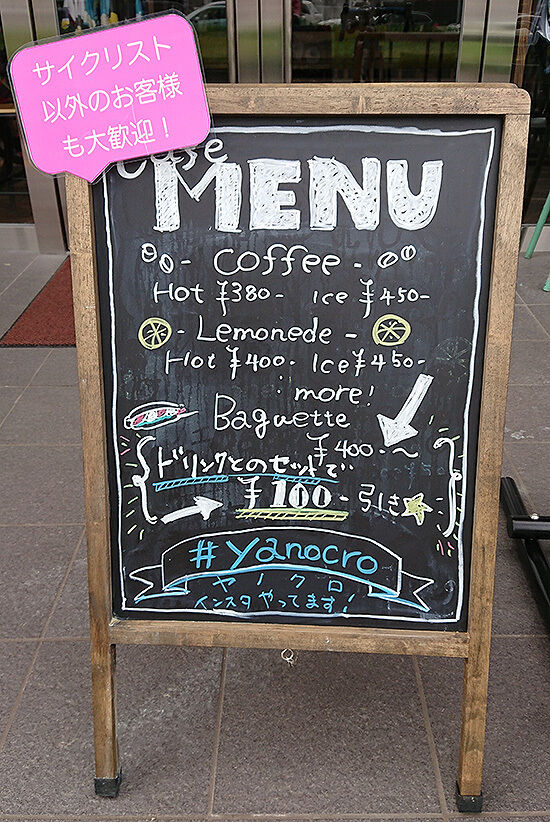 サイクリスト
以外のお客様
も大歓迎！
Cafe
MENU
- coffee -
Hot ¥380- Ice ¥450-
- Lemonede -
Hot ¥400- Ice ¥450-
more!
Baguette
¥400-~
ドリンクとのセットで
¥100-引き
#yanocro
ヤノクロ
インスタやってます!